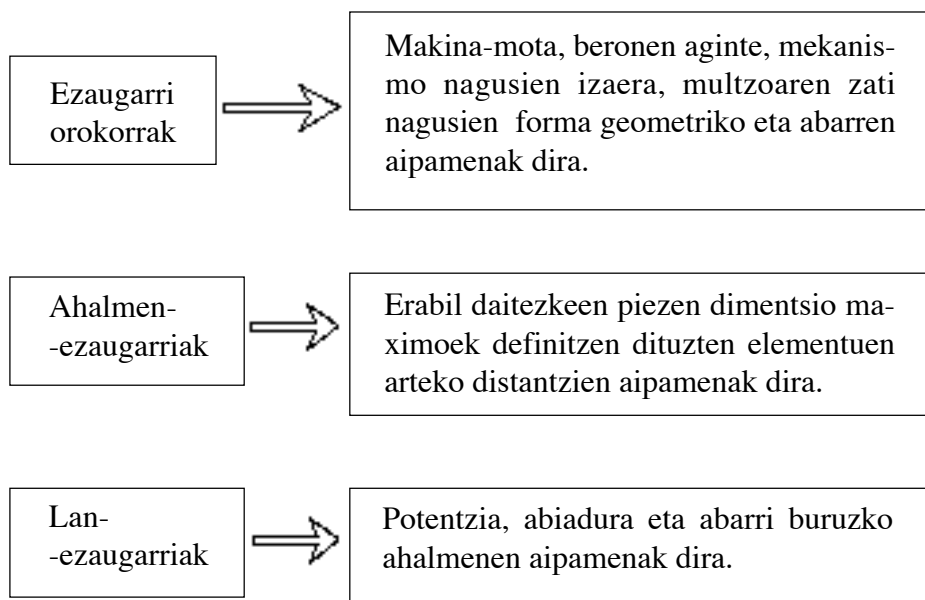 Ezaugarri
orokorrak
Makina-mota, beronen aginte, mekanis-
mo nagusien izaera, multzoaren zati
nagusien forma geometriko eta abarren
aipamenak dira.
Ahalmen-
-ezaugarriak
Erabil daitezkeen piezen dimentsio ma-
ximoek definitzen dituzten elementuen
arteko distantzien aipamenak dira.
Lan-
-ezaugarriak
Potentzia, abiadura eta abarri buruzko
ahalmenen aipamenak dira.